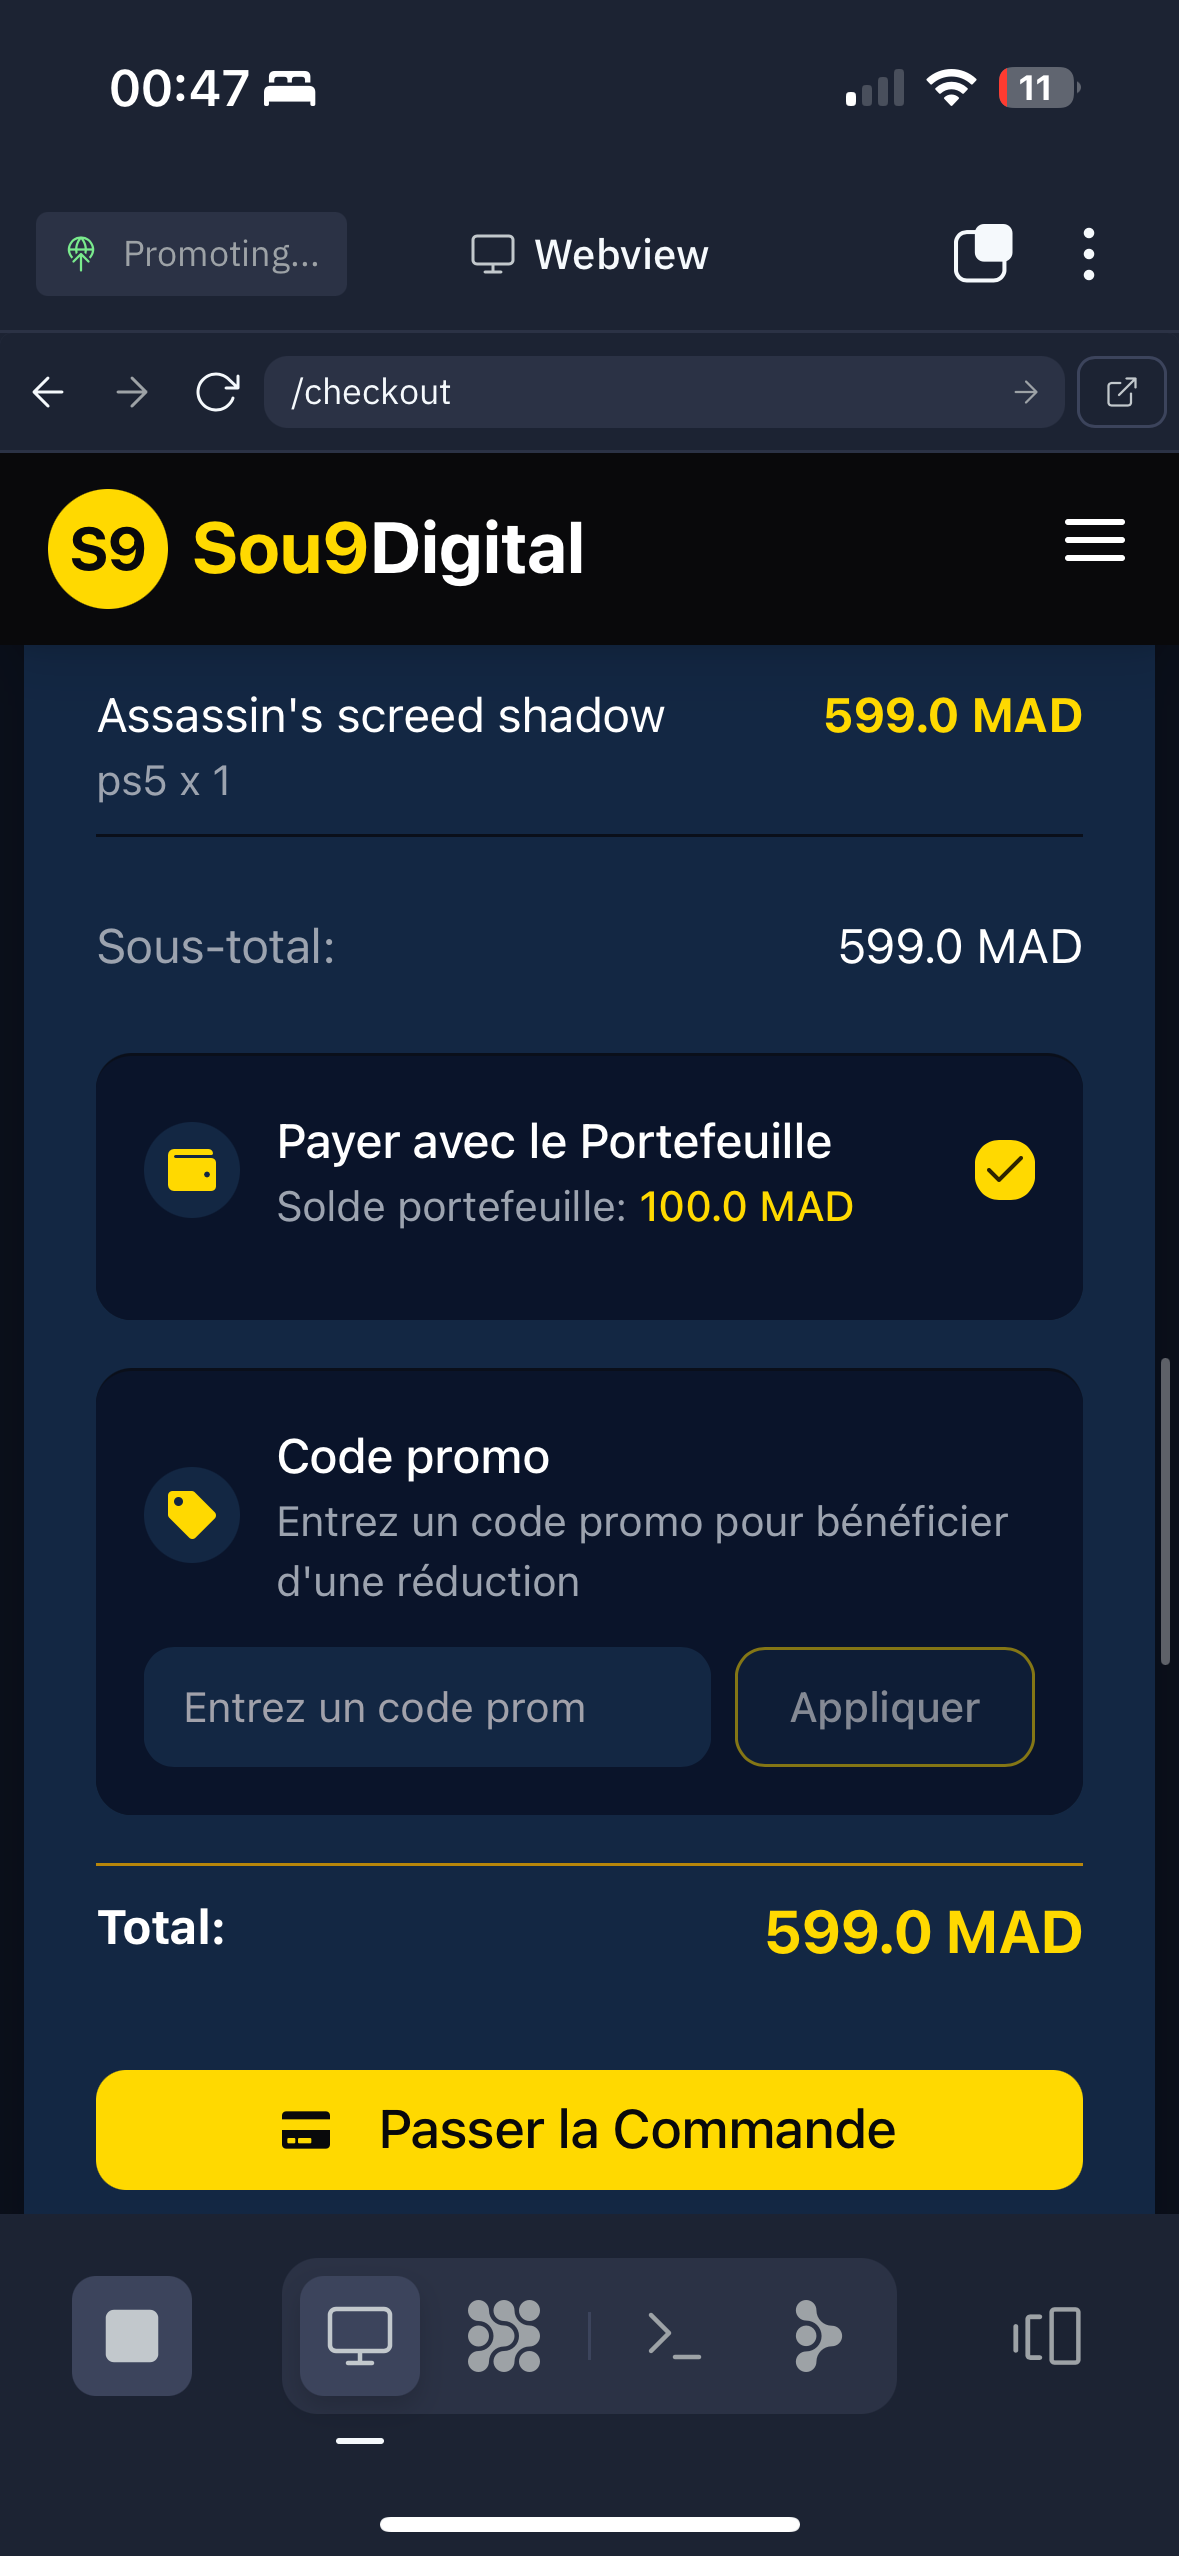 00:47
11
Promoting...
Webview
/checkout
S9 Sou9Digital
Assassin's screed shadow 599.0 MAD
ps5 x 1
Sous-total: 599.0 MAD
Payer avec le Portefeuille
Solde portefeuille: 100.0 MAD
Code promo
Entrez un code promo pour bénéficier
d'une réduction
Entrez un code prom
Appliquer
Total: 599.0 MAD
Passer la Commande